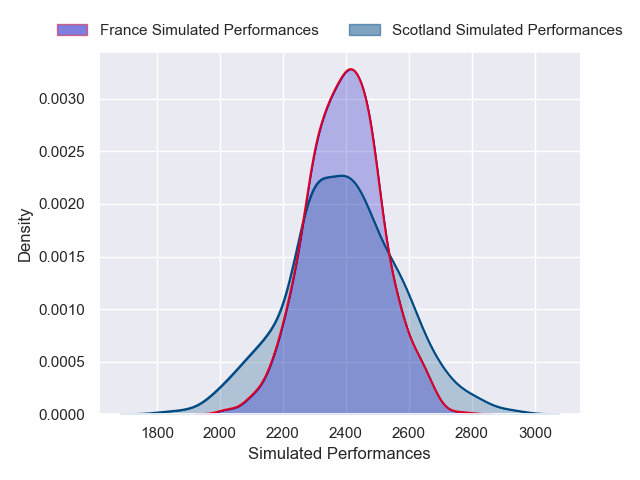 France Simulated Performances Scotland Simulated Performances
0.0030
0.0025
0.0020
0.0015
0.0010
0.0005
0.0000
Density
1800 2000 2200 2400 2600 2800 3000
Simulated Performances